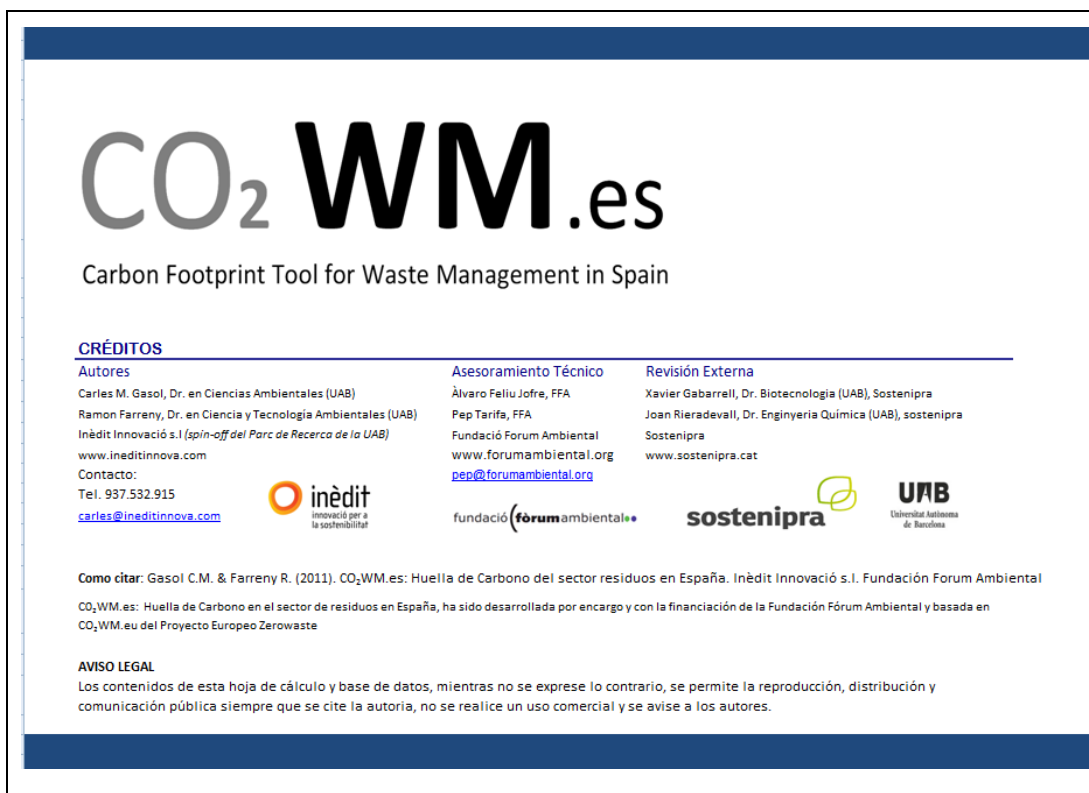 CO₂ WM.es
Carbon Footprint Tool for Waste Management in Spain
CRÉDITOS
Autores
Carles M. Gasol, Dr. en Ciencias Ambientales (UAB)
Ramon Farreny, Dr. en Ciencia y Tecnología Ambientales (UAB)
Inèdit Innovació s.l (spin-off del Parc de Recerca de la UAB)
www.ineditinnova.com
Contacto:
Tel. 937.532.915
carles@ineditinnova.com
inèdit
innovació per a
la sostenibilitat
Asesoramiento Técnico
Àlvaro Feliu Jofre, FFA
Pep Tarifa, FFA
Fundació Forum Ambiental
www.forumambiental.org
pep@forumambiental.org
fundació(fòrumambiental
Revisión Externa
Xavier Gabarrell, Dr. Biotecnologia (UAB), Sostenipra
Joan Rieradevall, Dr. Enginyeria Química (UAB), sostenipra
Sostenipra
www.sostenipra.cat
sostenipra
UAB
Universitat Autònoma
de Barcelona
Como citar: Gasol C.M. & Farreny R. (2011). CO₂WM.es: Huella de Carbono del sector residuos en España. Inèdit Innovació s.l. Fundación Forum Ambiental
CO₂WM.es: Huella de Carbono en el sector de residuos en España, ha sido desarrollada por encargo y con la financiación de la Fundación Fórum Ambiental y basada en
CO₂WM.eu del Proyecto Europeo Zerowaste
AVISO LEGAL
Los contenidos de esta hoja de cálculo y base de datos, mientras no se exprese lo contrario, se permite la reproducción, distribución y
comunicación pública siempre que se cite la autoria, no se realice un uso comercial y se avise a los autores.